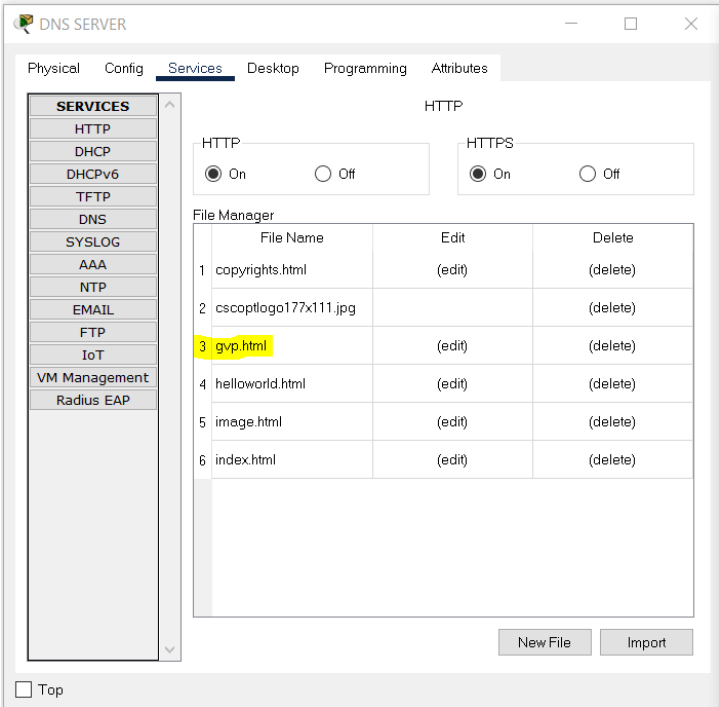 DNS SERVER
Physical Config Services Desktop Programming Attributes
SERVICES
HTTP
DHCP
DHCPv6
TFTP
DNS
SYSLOG
AAA
NTP
EMAIL
FTP
IoT
VM Management
Radius EAP
HTTP
HTTP
On Off
HTTPS
On Off
File Manager
File Name Edit Delete
1 copyrights.html (edit) (delete)
2 cscoptlogo177x111.jpg (delete)
3 gvp.html (edit) (delete)
4 helloworld.html (edit) (delete)
5 image.html (edit) (delete)
6 index.html (edit) (delete)
New File Import
Top